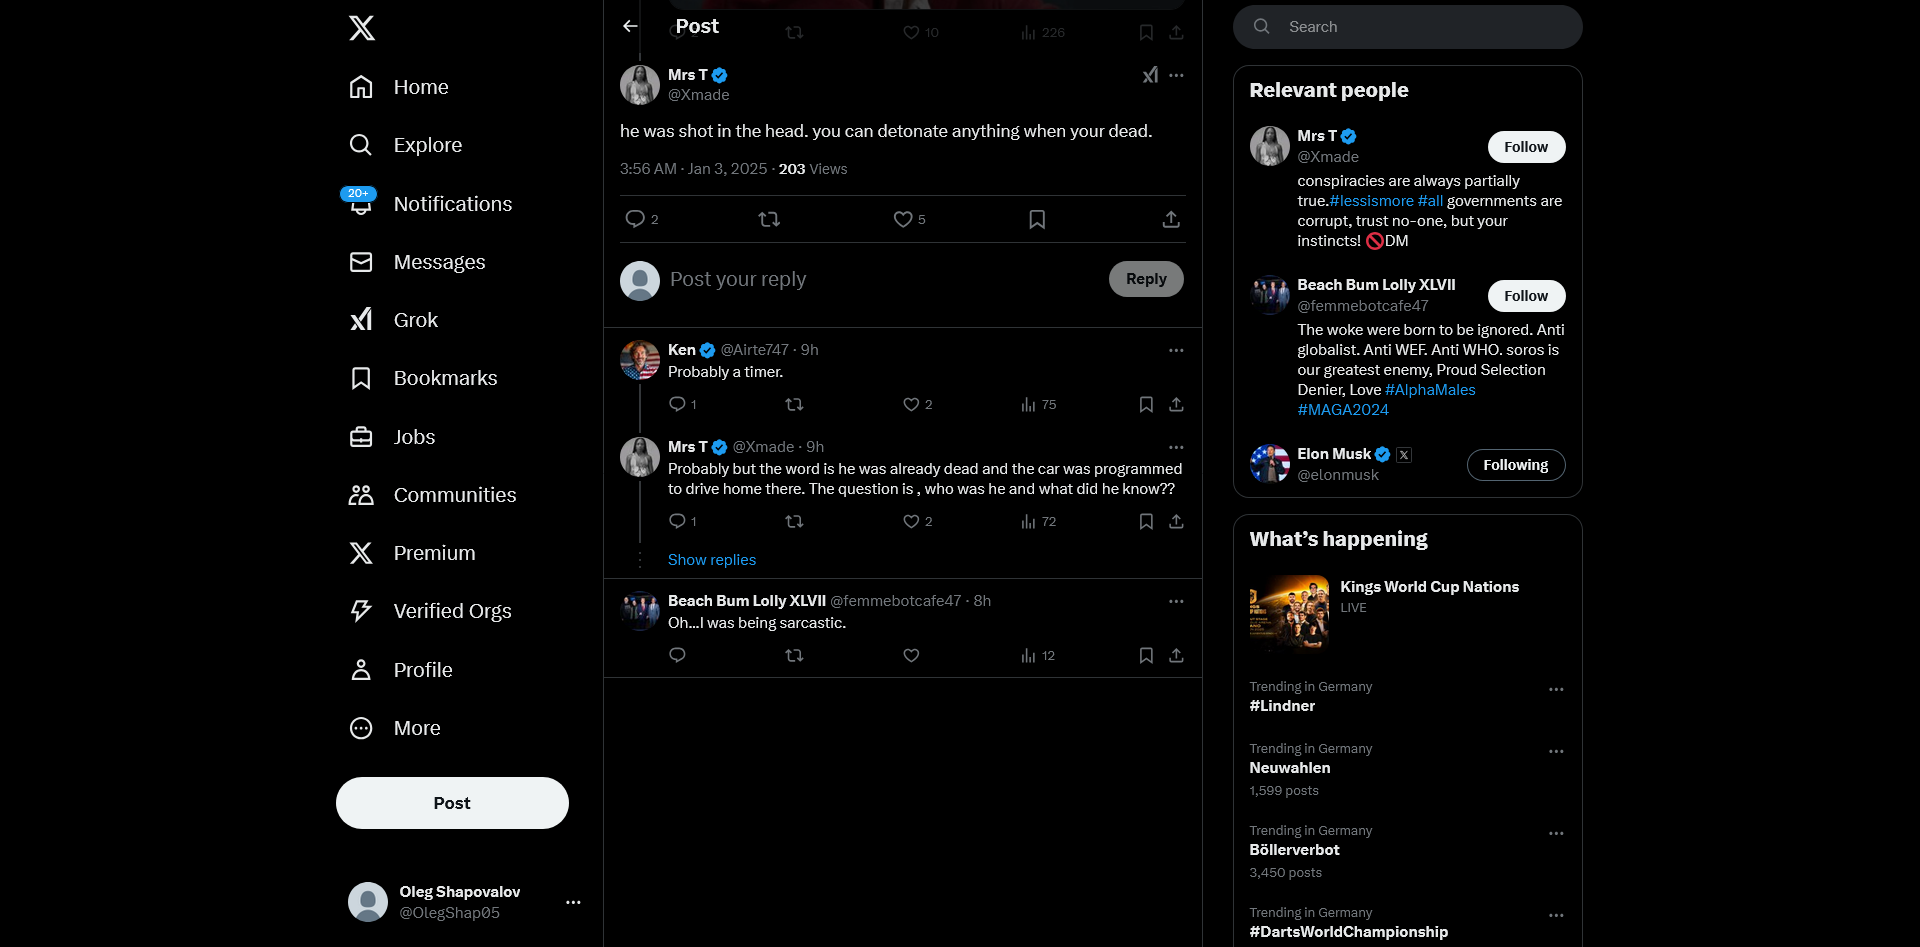 Home
Explore
20+
Notifications
Messages
Grok
Bookmarks
Jobs
Communities
Premium
Verified Orgs
Profile
More
Post
Oleg Shapovalov
@OlegShap05
Post
10
226
Mrs T
@Xmade
he was shot in the head. you can detonate anything when your dead.
3:56 AM · Jan 3, 2025 · 203 Views
2
5
Post your reply
Reply
Ken @Airte747 · 9h
Probably a timer.
1
2
75
Mrs T @Xmade · 9h
Probably but the word is he was already dead and the car was programmed
to drive home there. The question is , who was he and what did he know??
1
2
72
Show replies
Beach Bum Lolly XLVII @femmebotcafe47 · 8h
Oh...I was being sarcastic.
12
Search
Relevant people
Mrs T
@Xmade
Follow
conspiracies are always partially
true.#lessismore #all governments are
corrupt, trust no-one, but your
instincts! 🚫DM
Beach Bum Lolly XLVII
@femmebotcafe47
Follow
The woke were born to be ignored. Anti
globalist. Anti WEF. Anti WHO. soros is
our greatest enemy, Proud Selection
Denier, Love #AlphaMales
#MAGA2024
Elon Musk
@elonmusk
Following
What's happening
Kings World Cup Nations
LIVE
Trending in Germany
#Lindner
Trending in Germany
Neuwahlen
1,599 posts
Trending in Germany
Böllerverbot
3,450 posts
Trending in Germany
#DartsWorldChampionship